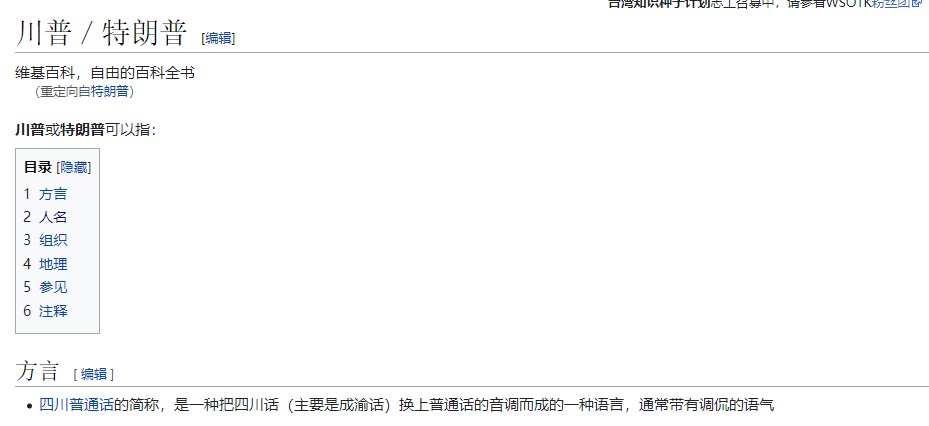 台湾知识种子计划志工召募中，请参看WSOTK粉丝团
川普 / 特朗普 [编辑]
维基百科，自由的百科全书
（重定向自特朗普）
川普或特朗普可以指：
目录 [隐藏]
1 方言
2 人名
3 组织
4 地理
5 参见
6 注释
方言 [ 编辑 ]
• 四川普通话的简称，是一种把四川话（主要是成渝话）换上普通话的音调而成的一种语言，通常带有调侃的语气